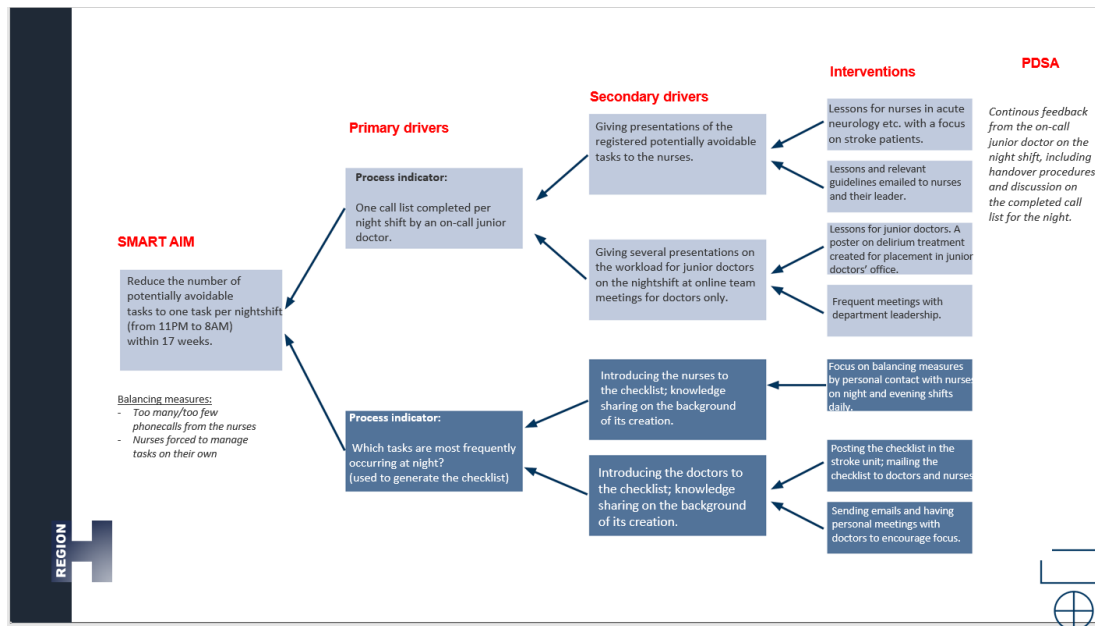 SMART AIM
Reduce the number of
potentially avoidable
tasks to one task per nightshift
(from 11PM to 8AM)
within 17 weeks.
Balancing measures:
- Too many/too few
phonecalls from the nurses
- Nurses forced to manage
tasks on their own
Primary drivers
Process indicator:
One call list completed per
night shift by an on-call junior
doctor.
Process indicator:
Which tasks are most frequently
occurring at night?
(used to generate the checklist)
Secondary drivers
Giving presentations of the
registered potentially avoidable
tasks to the nurses.
Giving several presentations on
the workload for junior doctors
on the nightshift at online team
meetings for doctors only.
Introducing the nurses to
the checklist; knowledge
sharing on the background
of its creation.
Introducing the doctors to
the checklist; knowledge
sharing on the background
of its creation.
Interventions
Lessons for nurses in acute
neurology etc. with a focus
on stroke patients.
Lessons and relevant
guidelines emailed to nurses
and their leader.
Lessons for junior doctors. A
poster on delirium treatment
created for placement in junior
doctors' office.
Frequent meetings with
department leadership.
Focus on balancing measures
by personal contact with nurses
on night and evening shifts
daily.
Posting the checklist in the
stroke unit; mailing the
checklist to doctors and nurses
Sending emails and having
personal meetings with
doctors to encourage focus.
PDSA
Continous feedback
from the on-call
junior doctor on the
night shift, including
handover procedures
and discussion on
the completed call
list for the night.
REGION
H